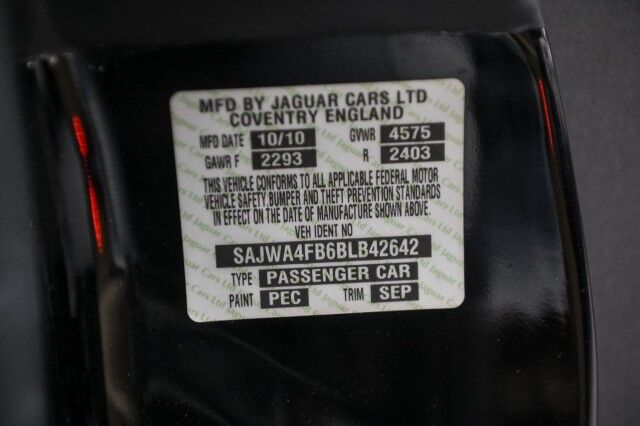 MFD BY JAGUAR CARS LTD
COVENTRY ENGLAND
MFD DATE 10/10 GVWR 4575
GAWR F 2293 R 2403
THIS VEHICLE CONFORMS TO ALL APPLICABLE FEDERAL MOTOR
VEHICLE SAFETY, BUMPER AND THEFT PREVENTION STANDARDS
IN EFFECT ON THE DATE OF MANUFACTURE SHOWN ABOVE.
VEH IDENT NO
SAJWA4FB6BLB42642
TYPE PASSENGER CAR
PAINT PEC TRIM SEP